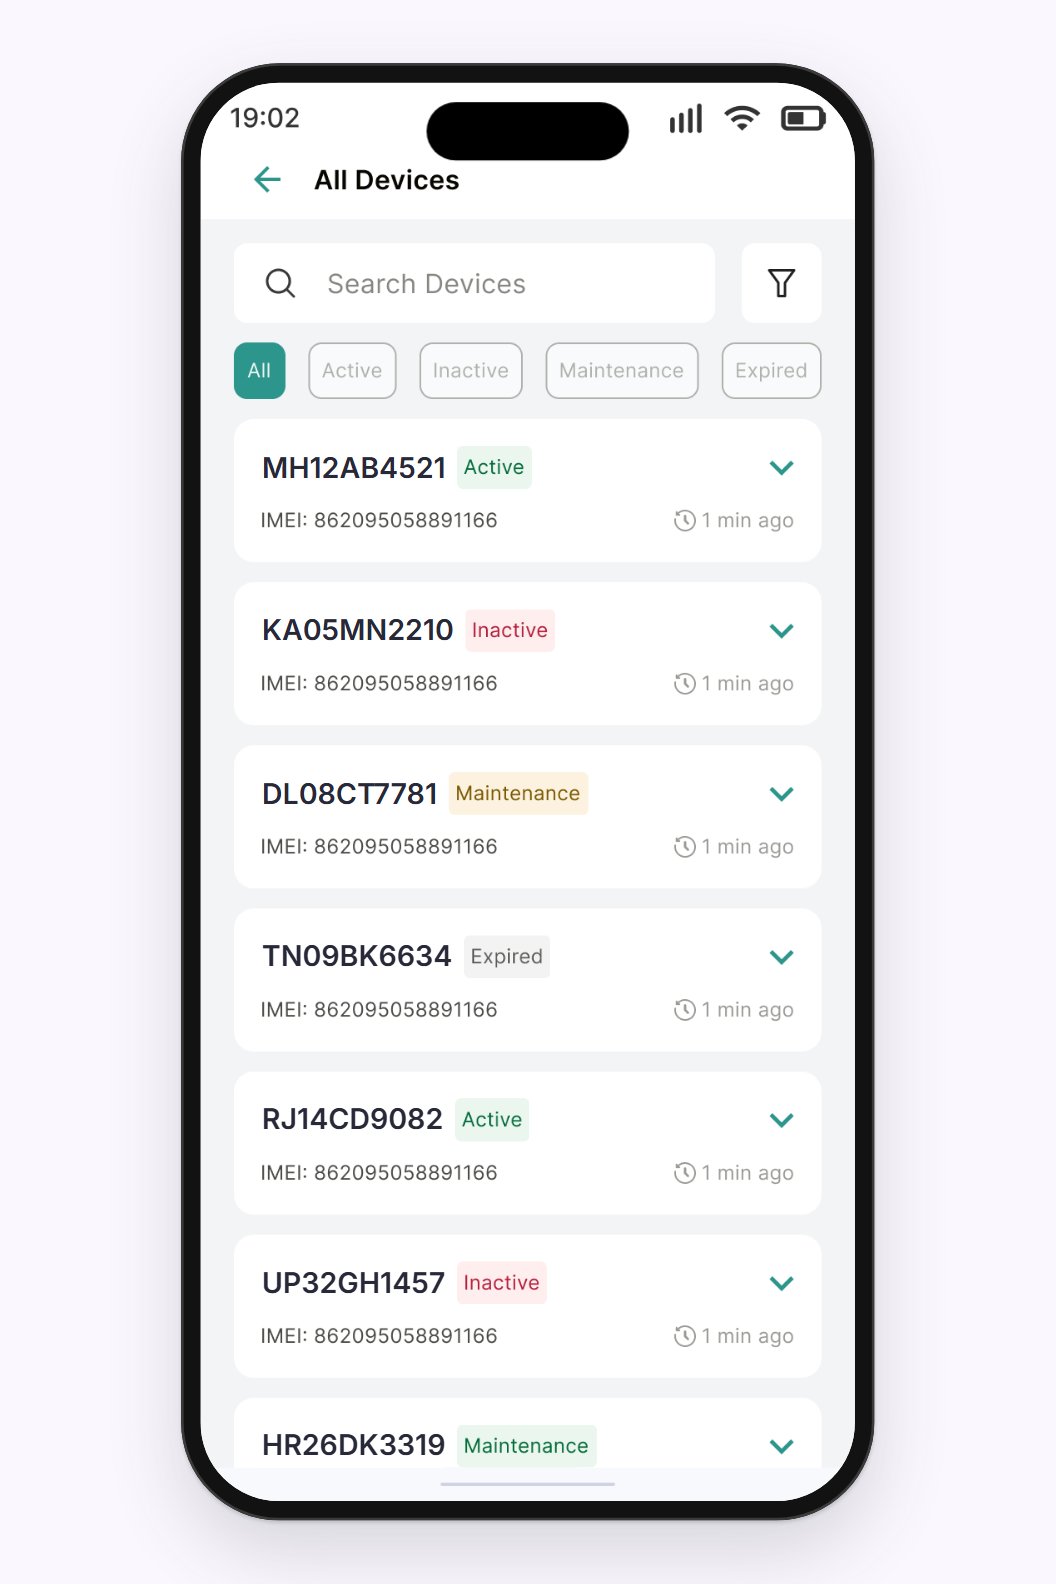 19:02
All Devices
Search Devices
All Active Inactive Maintenance Expired
MH12AB4521 Active
IMEI: 862095058891166 1 min ago
KA05MN2210 Inactive
IMEI: 862095058891166 1 min ago
DL08CT7781 Maintenance
IMEI: 862095058891166 1 min ago
TN09BK6634 Expired
IMEI: 862095058891166 1 min ago
RJ14CD9082 Active
IMEI: 862095058891166 1 min ago
UP32GH1457 Inactive
IMEI: 862095058891166 1 min ago
HR26DK3319 Maintenance